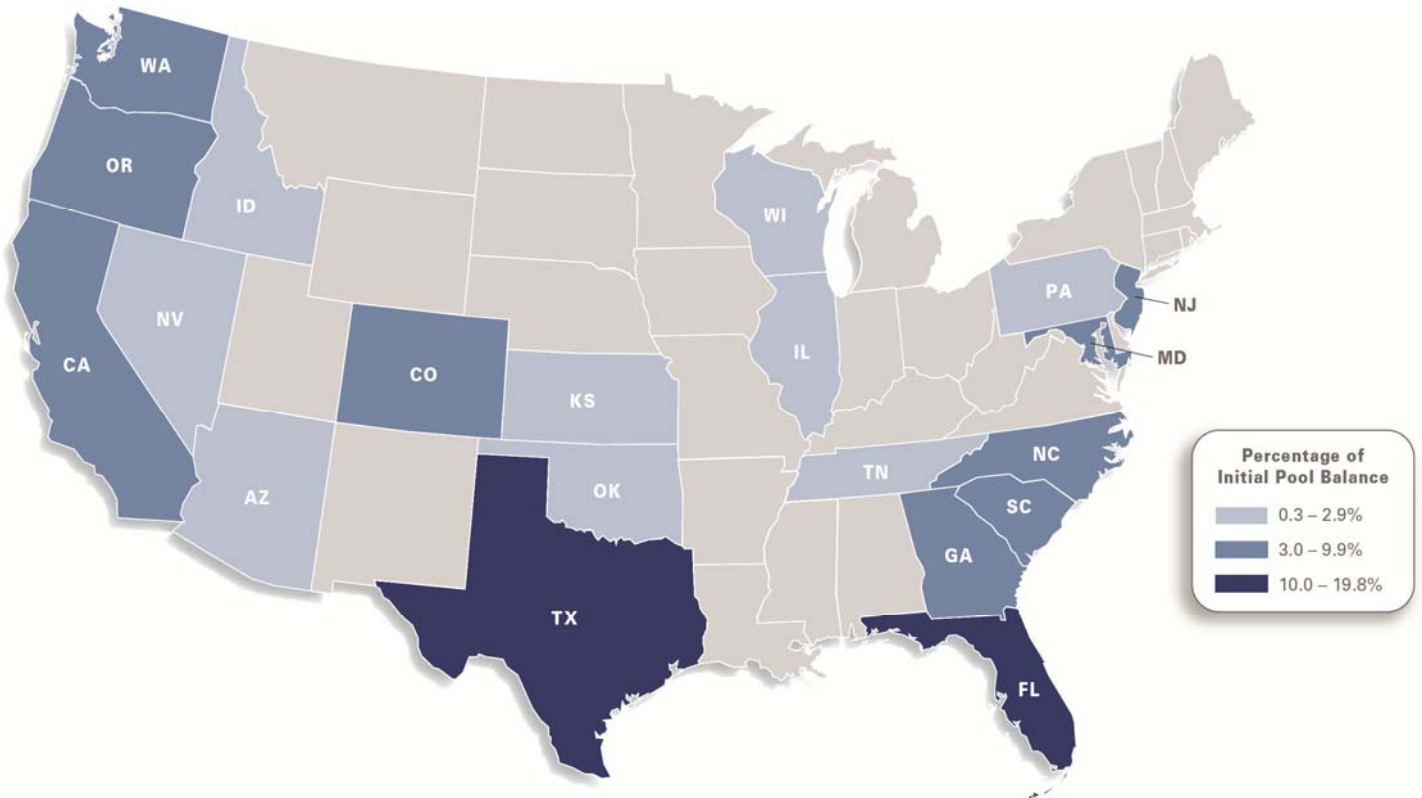 WA
OR
ID
WI
PA
NJ
NV
IL
MD
CA
CO
KS
NC
TN
AZ
OK
SC
GA
TX
FL
Percentage of
Initial Pool Balance
0.3 – 2.9%
3.0 – 9.9%
10.0 – 19.8%